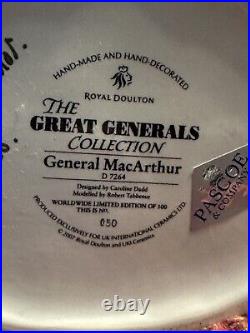 HAND-MADE AND HAND-DECORATED
ROYAL DOULTON
THE
GREAT GENERALS
COLLECTION
General MacArthur
D 7264
Designed by Caroline Dadd
Modelled by Robert Tabbenor
WORLDWIDE LIMITED EDITION OF 100
THIS IS NO.
050
PRODUCED EXCLUSIVELY FOR UK INTERNATIONAL CERAMICS LTD.
© 2007 Royal Doulton and UKI Ceramics
PASCOE
& COMPANY